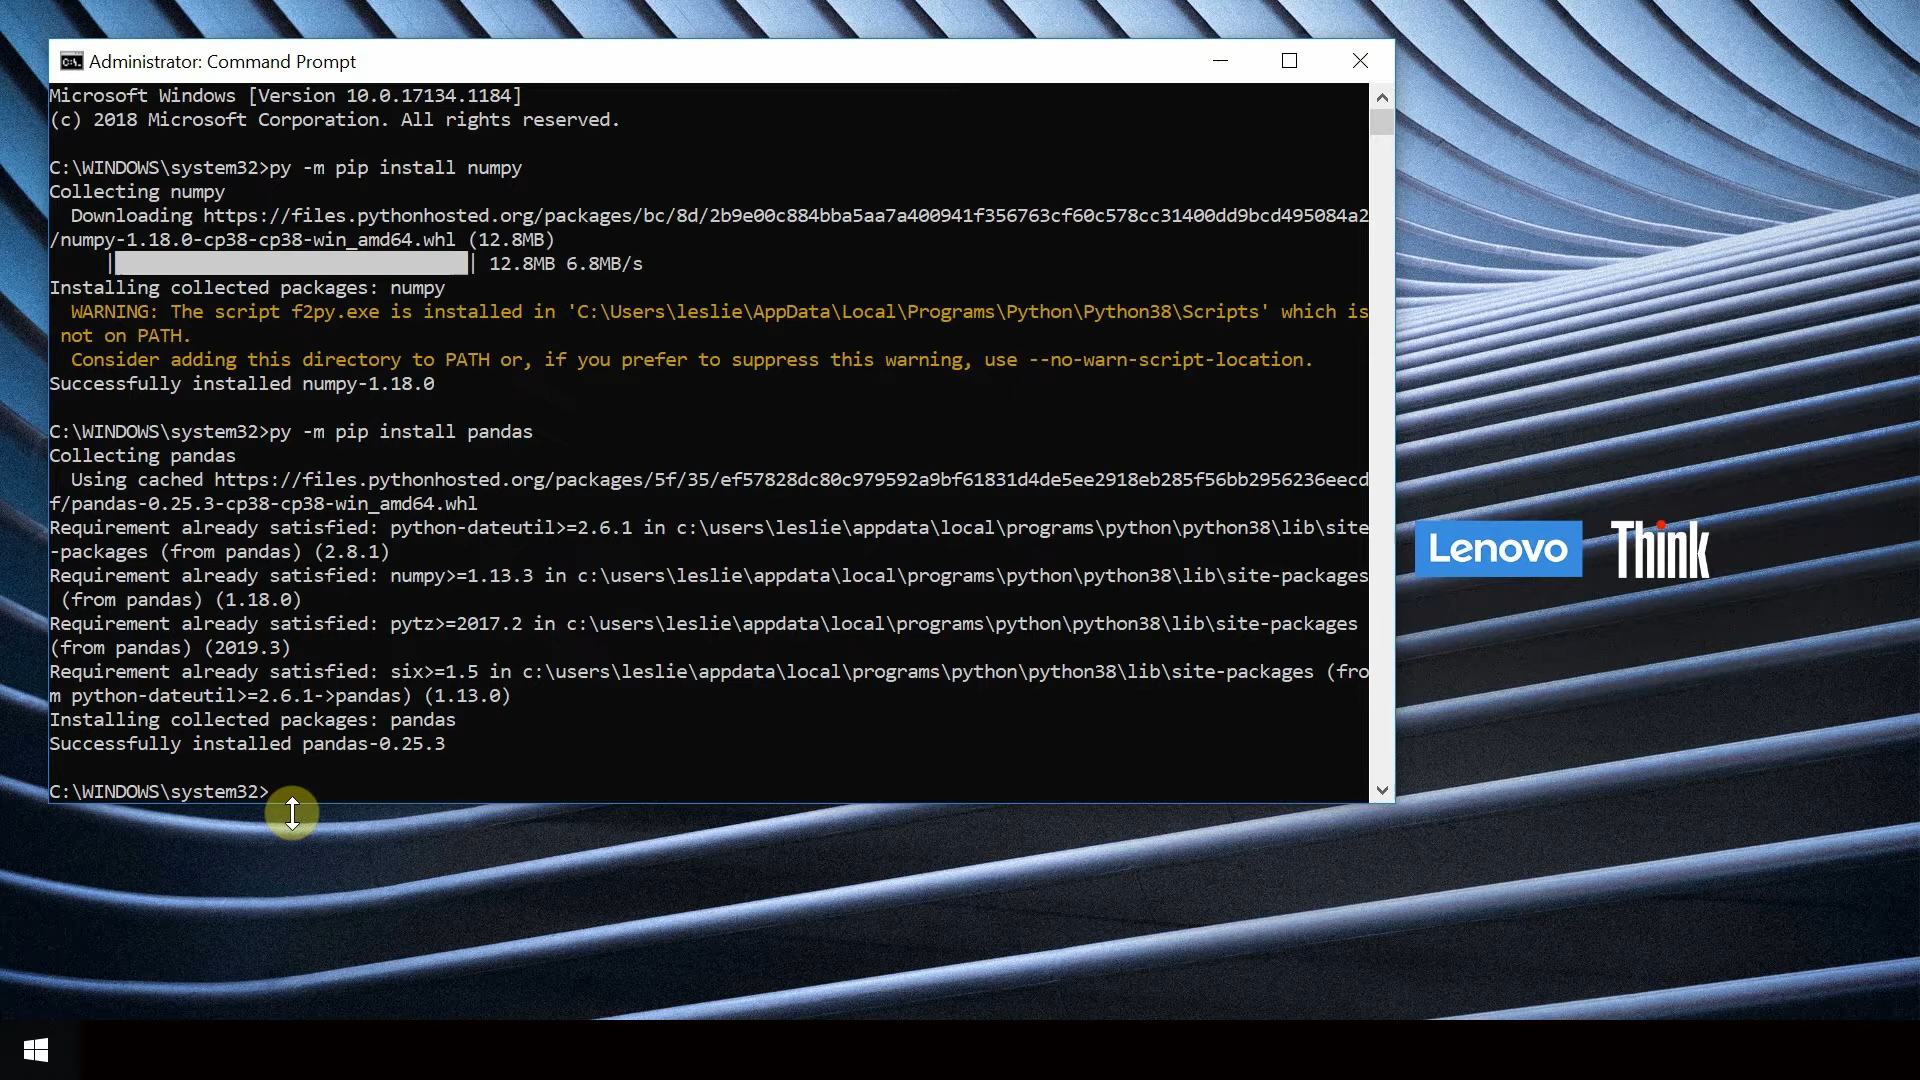 Administrator: Command Prompt
Microsoft Windows [Version 10.0.17134.1184]
(c) 2018 Microsoft Corporation. All rights reserved.
C:\WINDOWS\system32>py -m pip install numpy
Collecting numpy
Downloading https://files.pythonhosted.org/packages/bc/8d/2b9e00c884bba5aa7a400941f356763cf60c578cc31400dd9bcd495084a2
/numpy-1.18.0-cp38-cp38-win_amd64.whl (12.8MB)
| | 12.8MB 6.8MB/s
Installing collected packages: numpy
WARNING: The script f2py.exe is installed in 'C:\Users\leslie\AppData\Local\Programs\Python\Python38\Scripts' which is
not on PATH.
Consider adding this directory to PATH or, if you prefer to suppress this warning, use --no-warn-script-location.
Successfully installed numpy-1.18.0
C:\WINDOWS\system32>py -m pip install pandas
Collecting pandas
Using cached https://files.pythonhosted.org/packages/5f/35/ef57828dc80c979592a9bf61831d4de5ee2918eb285f56bb2956236eecd
f/pandas-0.25.3-cp38-cp38-win_amd64.whl
Requirement already satisfied: python-dateutil>=2.6.1 in c:\users\leslie\appdata\local\programs\python\python38\lib\site
-packages (from pandas) (2.8.1)
Requirement already satisfied: numpy>=1.13.3 in c:\users\leslie\appdata\local\programs\python\python38\lib\site-packages
(from pandas) (1.18.0)
Requirement already satisfied: pytz>=2017.2 in c:\users\leslie\appdata\local\programs\python\python38\lib\site-packages
(from pandas) (2019.3)
Requirement already satisfied: six>=1.5 in c:\users\leslie\appdata\local\programs\python\python38\lib\site-packages (fro
m python-dateutil>=2.6.1->pandas) (1.13.0)
Installing collected packages: pandas
Successfully installed pandas-0.25.3
C:\WINDOWS\system32>
Lenovo Think